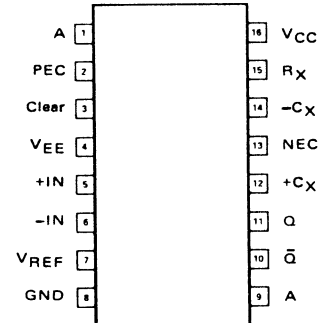 A 1 16 VCC
PEC 2 15 RX
Clear 3 14 -CX
VEE 4 13 NEC
+IN 5 12 +CX
-IN 6 11 Q
VREF 7 10 Q̄
GND 8 9 A